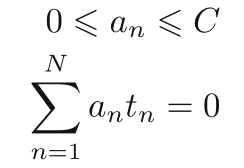 0 ⩽ aₙ ⩽ C
∑_{n=1}^{N} aₙtₙ = 0